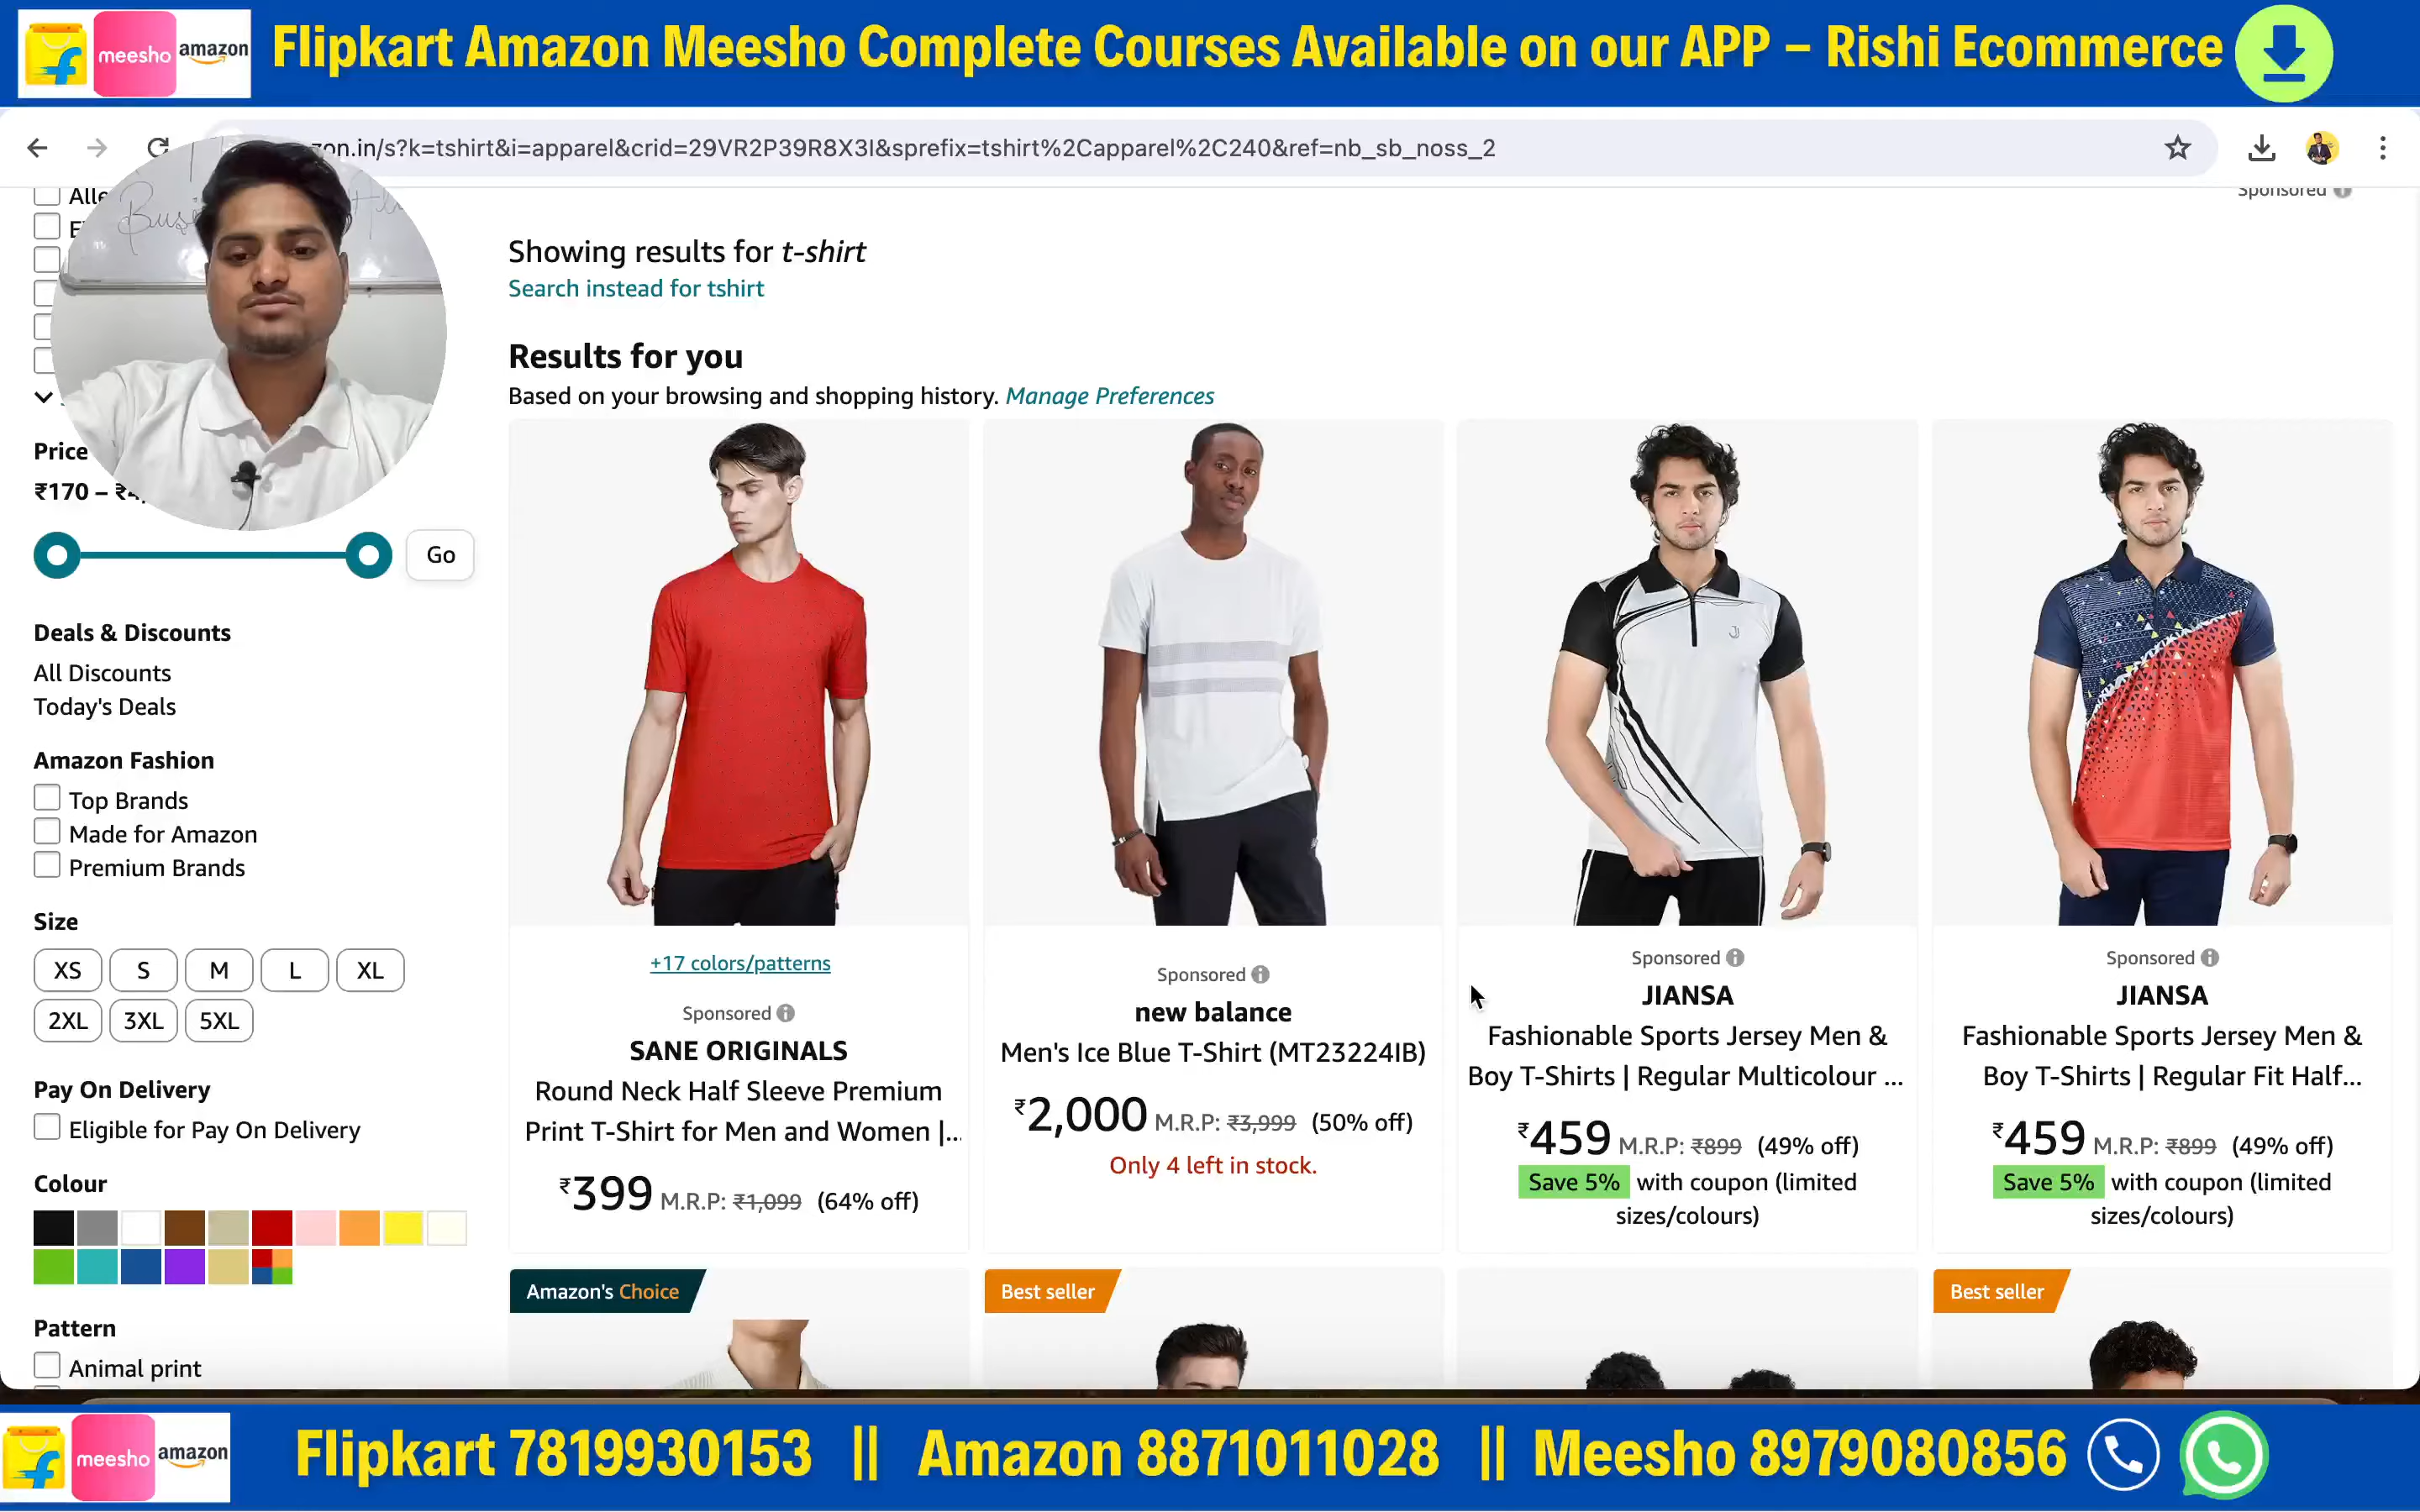 meesho amazon Flipkart Amazon Meesho Complete Courses Available on our APP – Rishi Ecommerce
zon.in/s?k=tshirt&i=apparel&crid=29VR2P39R8X3I&sprefix=tshirt%2Capparel%2C240&ref=nb_sb_noss_2
Sponsored
Showing results for t-shirt
Search instead for tshirt
Results for you
Based on your browsing and shopping history. Manage Preferences
Price
₹170 –
Go
Deals & Discounts
All Discounts
Today's Deals
Amazon Fashion
Top Brands
Made for Amazon
Premium Brands
Size
XS S M L XL
2XL 3XL 5XL
Pay On Delivery
Eligible for Pay On Delivery
Colour
Pattern
Animal print
+17 colors/patterns
Sponsored
SANE ORIGINALS
Round Neck Half Sleeve Premium
Print T-Shirt for Men and Women |...
₹399 M.R.P: ₹1,099 (64% off)
Sponsored
new balance
Men's Ice Blue T-Shirt (MT23224IB)
₹2,000 M.R.P: ₹3,999 (50% off)
Only 4 left in stock.
Sponsored
JIANSA
Fashionable Sports Jersey Men &
Boy T-Shirts | Regular Multicolour ...
₹459 M.R.P: ₹899 (49% off)
Save 5% with coupon (limited
sizes/colours)
Sponsored
JIANSA
Fashionable Sports Jersey Men &
Boy T-Shirts | Regular Fit Half...
₹459 M.R.P: ₹899 (49% off)
Save 5% with coupon (limited
sizes/colours)
Amazon's Choice
Best seller
Best seller
meesho amazon Flipkart 7819930153 || Amazon 8871011028 || Meesho 8979080856